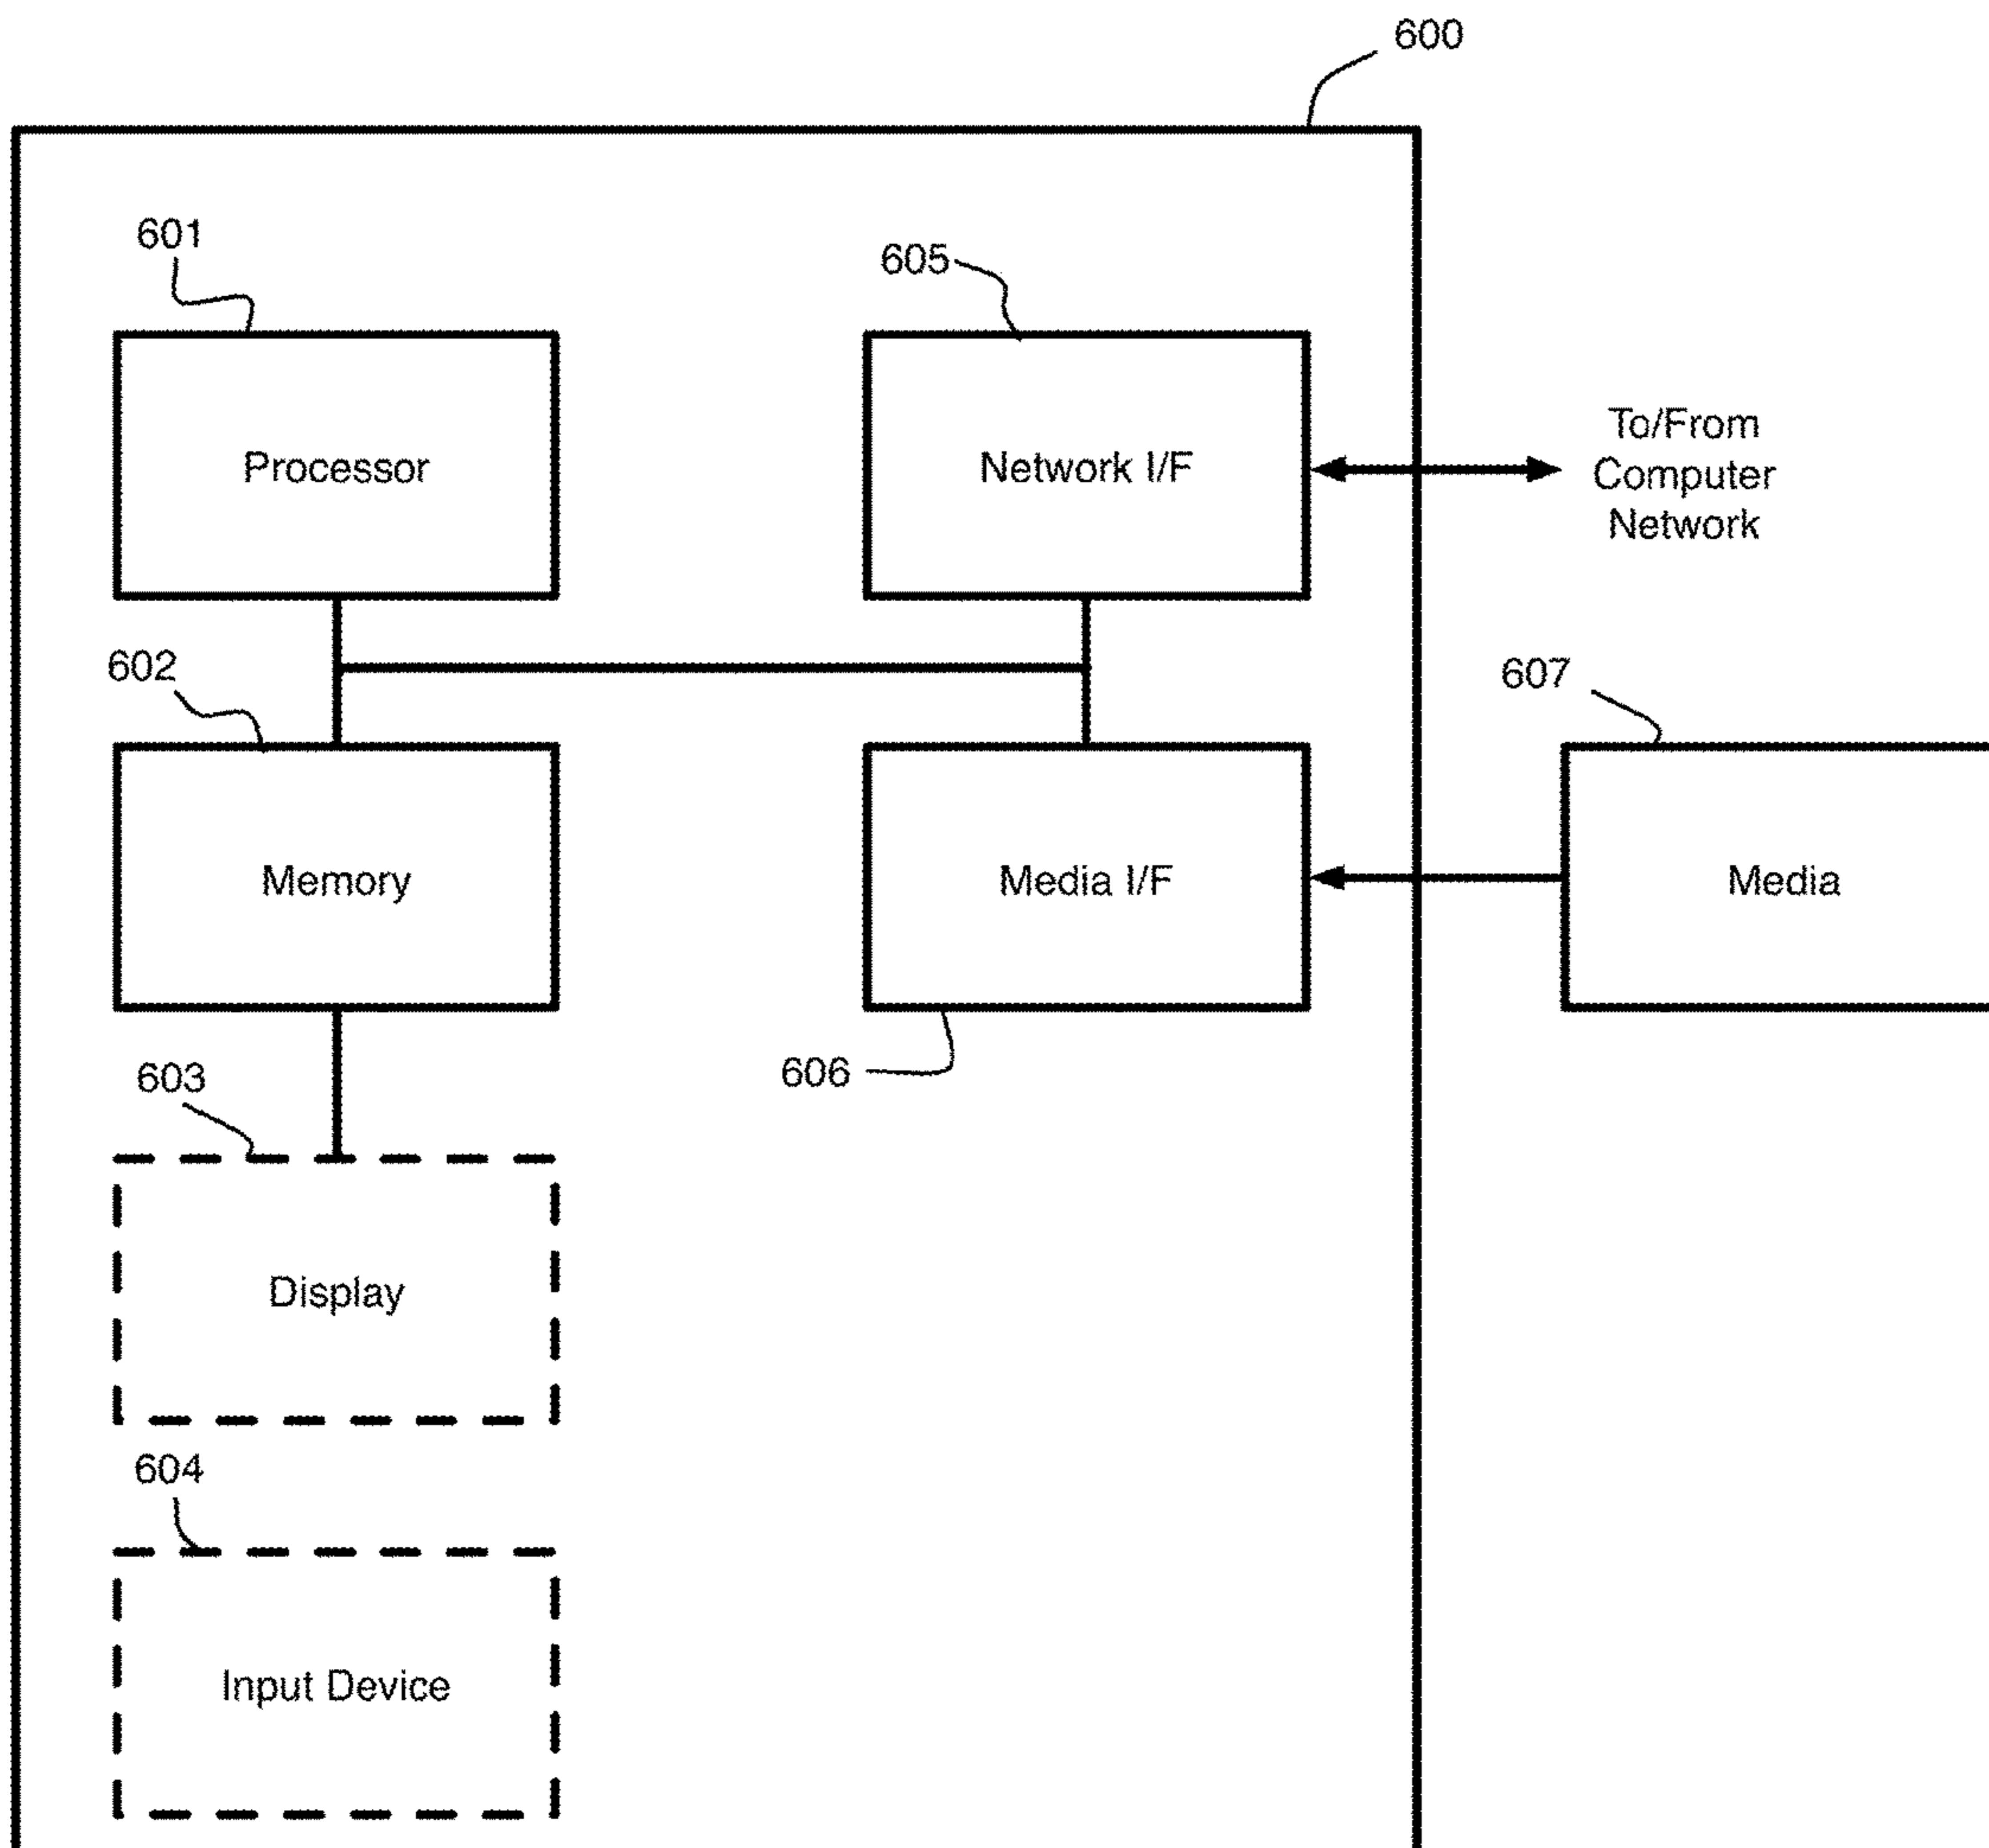 600
601
605
Processor
Network I/F
To/From
Computer
Network
602
607
Memory
Media I/F
Media
603
606
Display
604
Input Device